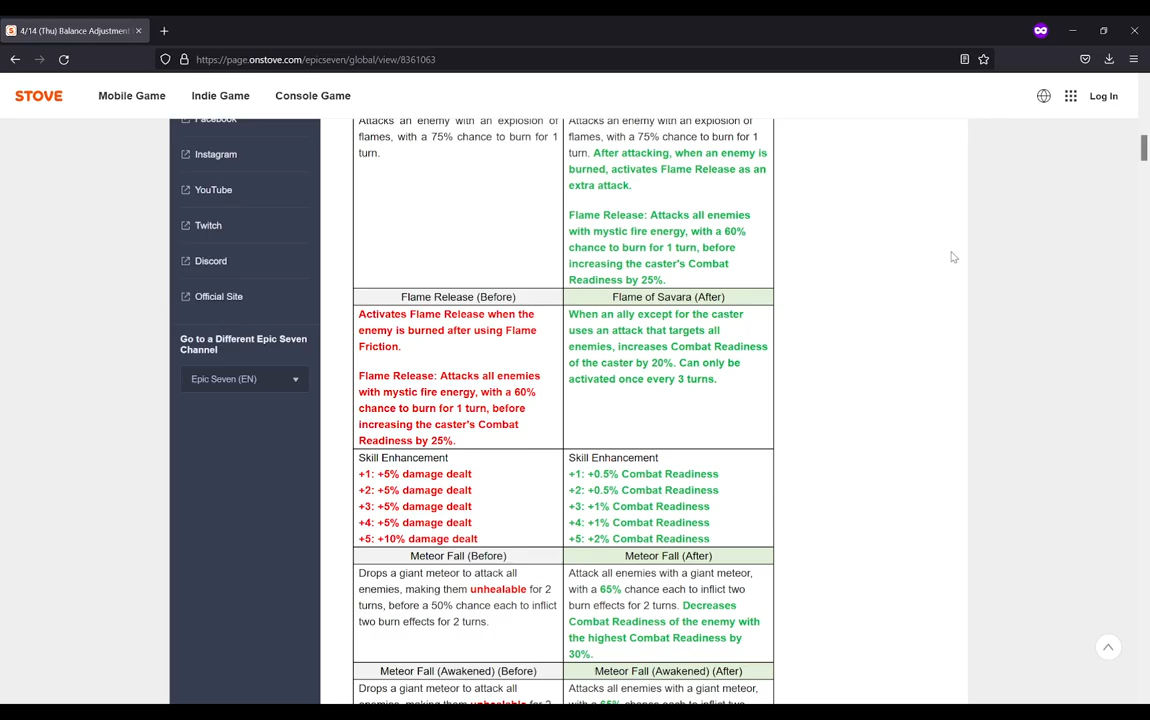 4/14 (Thu) Balance Adjustment
https://page.onstove.com/epicseven/global/view/8361063
STOVE
Mobile Game
Indie Game
Console Game
Log In
Facebook
Instagram
YouTube
Twitch
Discord
Official Site
Go to a Different Epic Seven
Channel
Epic Seven (EN)
Attacks an enemy with an explosion of
flames, with a 75% chance to burn for 1
turn.
Attacks an enemy with an explosion of
flames, with a 75% chance to burn for 1
turn. After attacking, when an enemy is
burned, activates Flame Release as an
extra attack.
Flame Release: Attacks all enemies
with mystic fire energy, with a 60%
chance to burn for 1 turn, before
increasing the caster's Combat
Readiness by 25%.
Flame Release (Before)
Flame of Savara (After)
Activates Flame Release when the
enemy is burned after using Flame
Friction.
Flame Release: Attacks all enemies
with mystic fire energy, with a 60%
chance to burn for 1 turn, before
increasing the caster's Combat
Readiness by 25%.
When an ally except for the caster
uses an attack that targets all
enemies, increases Combat Readiness
of the caster by 20%. Can only be
activated once every 3 turns.
Skill Enhancement
+1: +5% damage dealt
+2: +5% damage dealt
+3: +5% damage dealt
+4: +5% damage dealt
+5: +10% damage dealt
Skill Enhancement
+1: +0.5% Combat Readiness
+2: +0.5% Combat Readiness
+3: +1% Combat Readiness
+4: +1% Combat Readiness
+5: +2% Combat Readiness
Meteor Fall (Before)
Meteor Fall (After)
Drops a giant meteor to attack all
enemies, making them unhealable for 2
turns, before a 50% chance each to inflict
two burn effects for 2 turns.
Attack all enemies with a giant meteor,
with a 65% chance each to inflict two
burn effects for 2 turns. Decreases
Combat Readiness of the enemy with
the highest Combat Readiness by
30%.
Meteor Fall (Awakened) (Before)
Meteor Fall (Awakened) (After)
Drops a giant meteor to attack all
enemies, making them unhealable for 2
Attacks all enemies with a giant meteor,
with a 65% chance each to inflict two